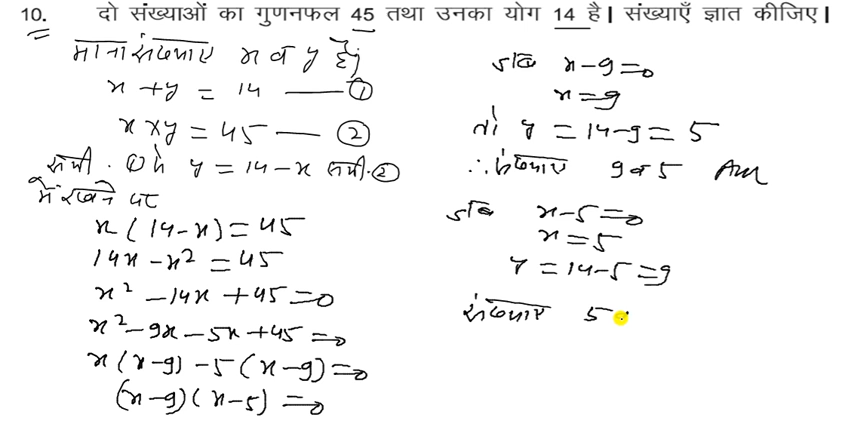 10. दो संख्याओं का गुणनफल 45 तथा उनका योग 14 है। संख्याएँ ज्ञात कीजिए।
माना संख्याए x व y हैं
x + y = 14 —— ①
x × y = 45 —— ②
समी. ① से y = 14 - x समी. ②
में रखने पर
x ( 14 - x ) = 45
14x - x² = 45
x² - 14x + 45 = 0
x² - 9x - 5x + 45 = 0
x ( x - 9 ) - 5 ( x - 9 ) = 0
( x - 9 ) ( x - 5 ) = 0
x - 9 = 0
x = 9
तो y = 14 - 9 = 5
∴ संख्याए 9 व 5 Ans
x - 5 = 0
x = 5
y = 14 - 5 = 9
संख्याए 5